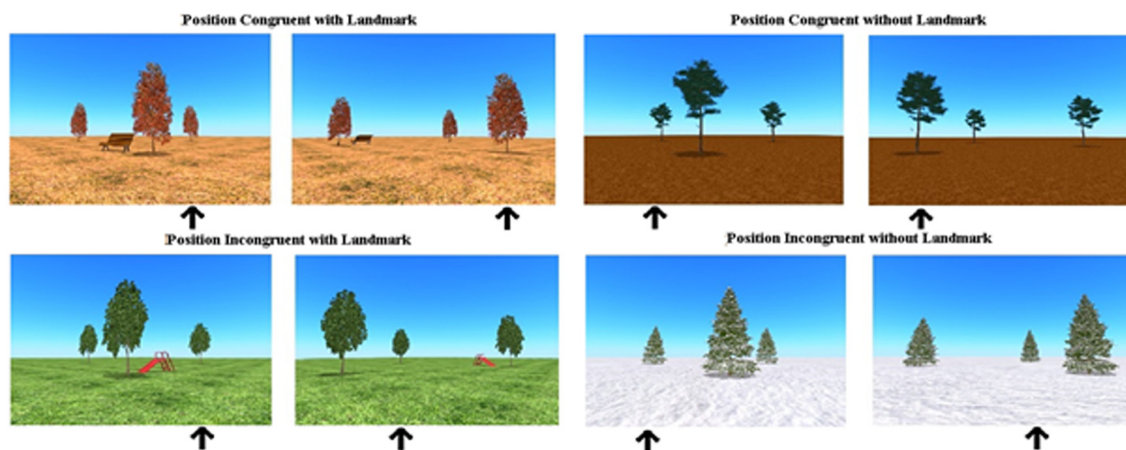 Position Congruent with Landmark
Position Congruent without Landmark
Position Incongruent with Landmark
Position Incongruent without Landmark